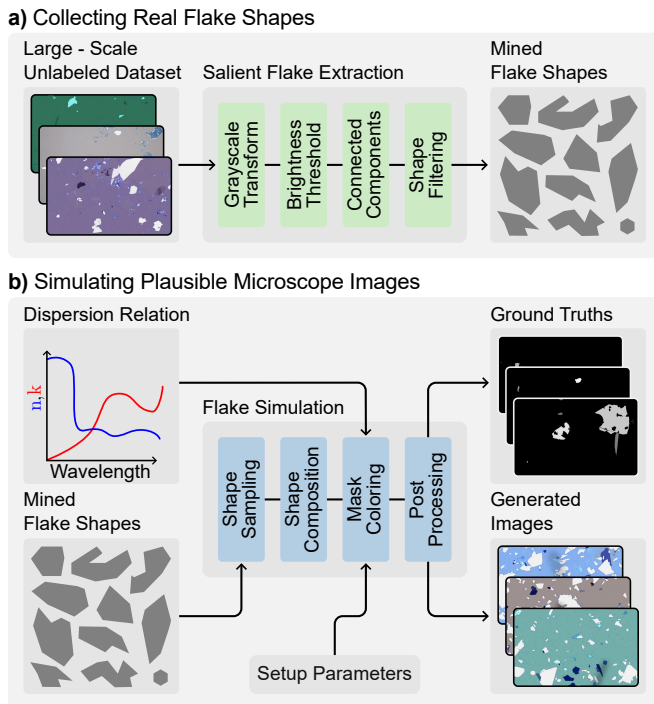 a) Collecting Real Flake Shapes
Large - Scale
Unlabeled Dataset
Salient Flake Extraction
Mined
Flake Shapes
Grayscale
Transform
Brightness
Threshold
Connected
Components
Shape
Filtering
b) Simulating Plausible Microscope Images
Dispersion Relation
n,k
Wavelength
Ground Truths
Flake Simulation
Shape
Sampling
Shape
Composition
Mask
Coloring
Post
Processing
Mined
Flake Shapes
Generated
Images
Setup Parameters